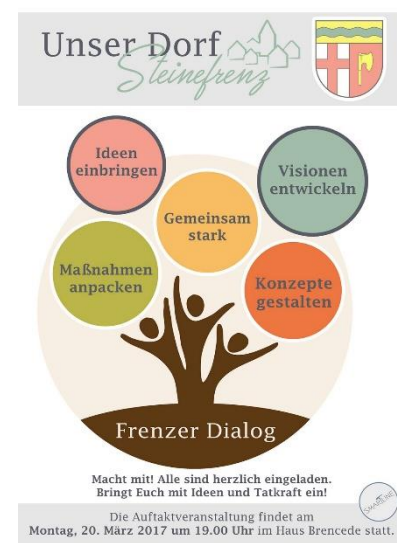 Unser Dorf
Steinefrenz
Ideen
einbringen
Visionen
entwickeln
Gemeinsam
stark
Maßnahmen
anpacken
Konzepte
gestalten
Frenzer Dialog
Macht mit! Alle sind herzlich eingeladen.
Bringt Euch mit Ideen und Tatkraft ein!
Die Auftaktveranstaltung findet am
Montag, 20. März 2017 um 19.00 Uhr im Haus Brencede statt.